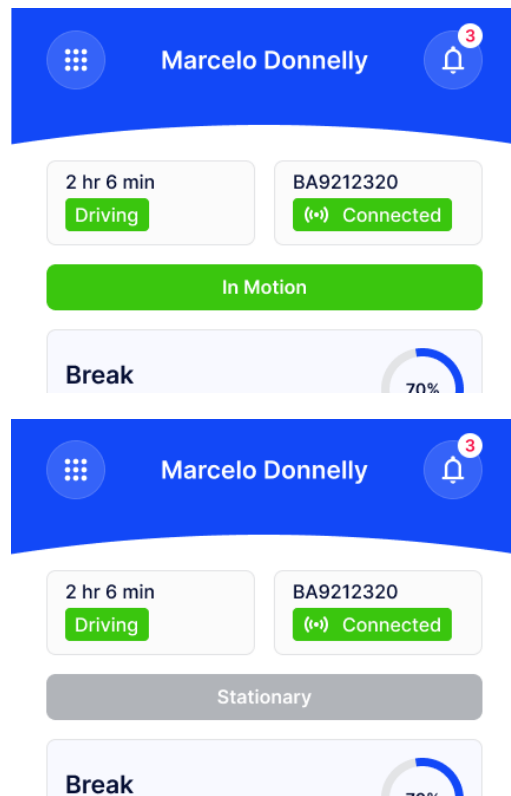 3
Marcelo Donnelly
2 hr 6 min
BA9212320
Driving
Connected
In Motion
Break
70%
3
Marcelo Donnelly
2 hr 6 min
BA9212320
Driving
Connected
Stationary
Break